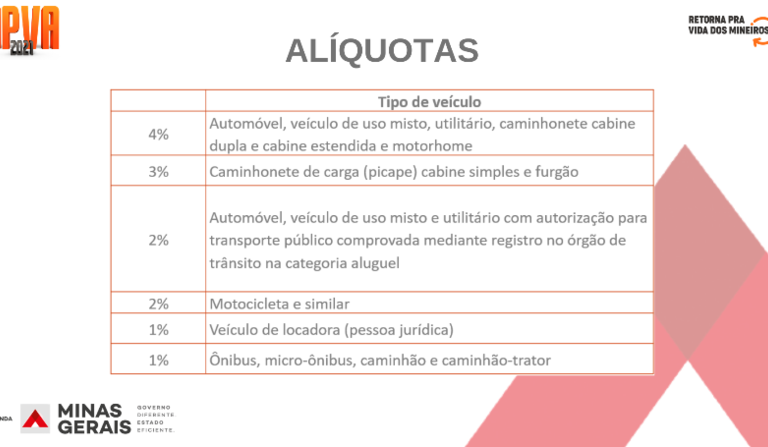 IPVA
2021
RETORNA PRA
VIDA DOS MINEIROS
ALÍQUOTAS
Tipo de veículo
4%
Automóvel, veículo de uso misto, utilitário, caminhonete cabine
dupla e cabine estendida e motorhome
3%
Caminhonete de carga (picape) cabine simples e furgão
2%
Automóvel, veículo de uso misto e utilitário com autorização para
transporte público comprovada mediante registro no órgão de
trânsito na categoria aluguel
2%
Motocicleta e similar
1%
Veículo de locadora (pessoa jurídica)
1%
Ônibus, micro-ônibus, caminhão e caminhão-trator
NDA
MINAS
GERAIS
GOVERNO
DIFERENTE.
ESTADO
EFICIENTE.